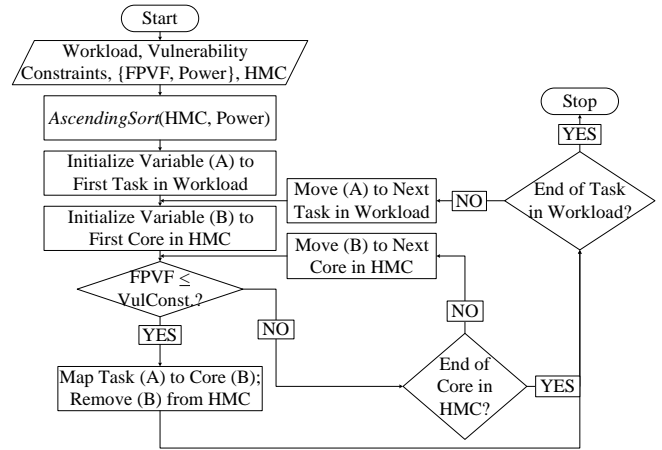 Start
Workload, Vulnerability
Constraints, {FPVF, Power}, HMC
AscendingSort(HMC, Power)
Initialize Variable (A) to
First Task in Workload
Initialize Variable (B) to
First Core in HMC
FPVF ≤
VulConst.?
YES
Map Task (A) to Core (B);
Remove (B) from HMC
NO
Move (A) to Next
Task in Workload
Move (B) to Next
Core in HMC
NO
End of
Core in
HMC?
YES
NO
End of Task
in Workload?
YES
Stop